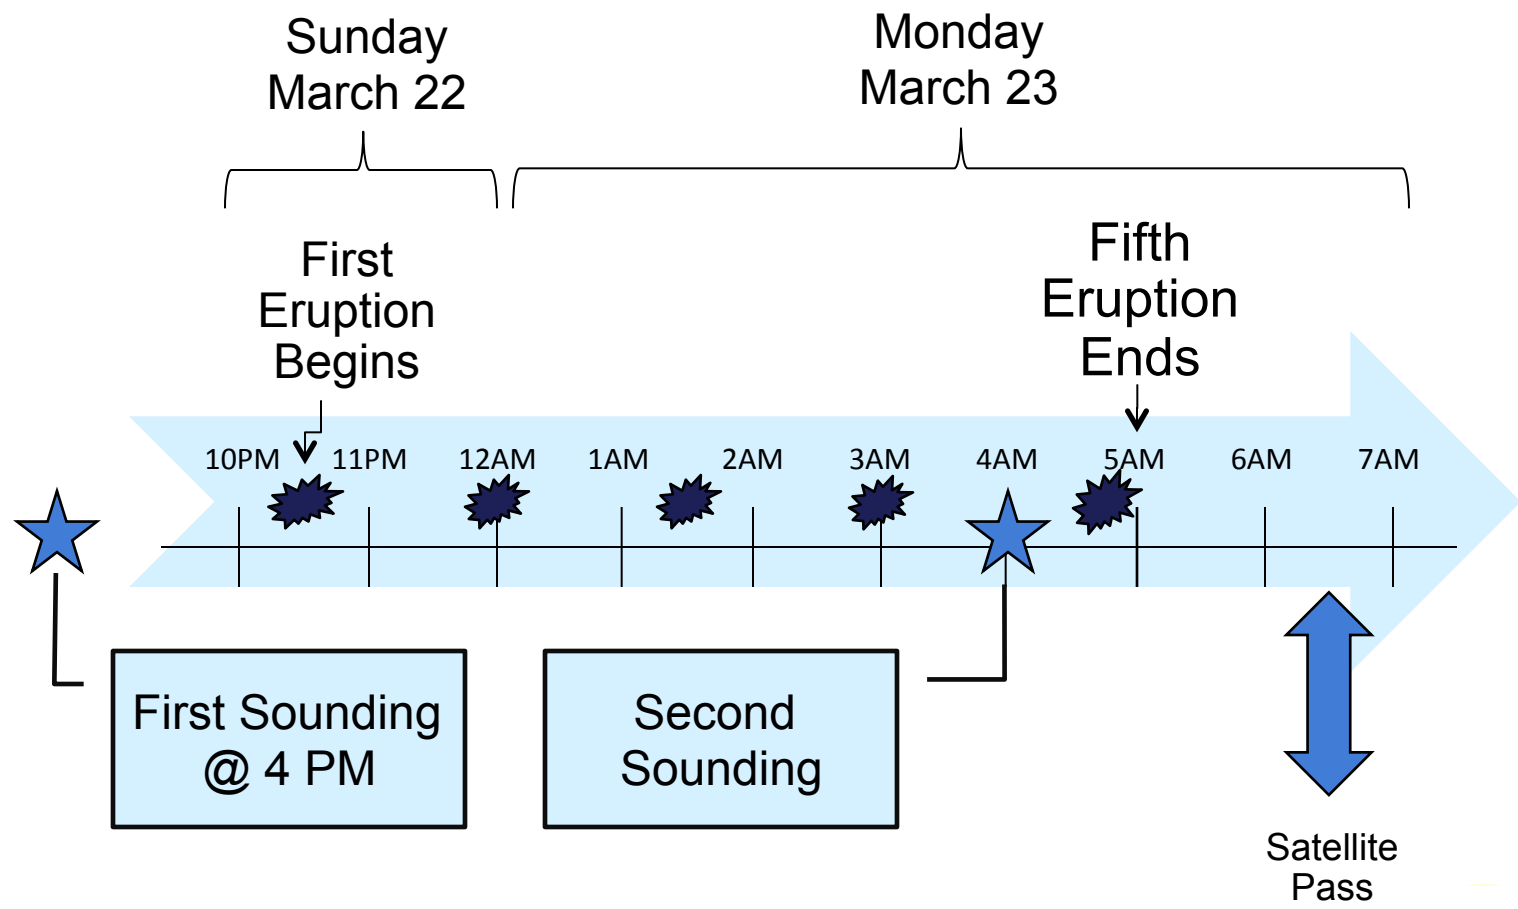 Sunday
March 22
Monday
March 23
First
Eruption
Begins
Fifth
Eruption
Ends
10PM 11PM 12AM 1AM 2AM 3AM 4AM 5AM 6AM 7AM
First Sounding
@ 4 PM
Second
Sounding
Satellite
Pass